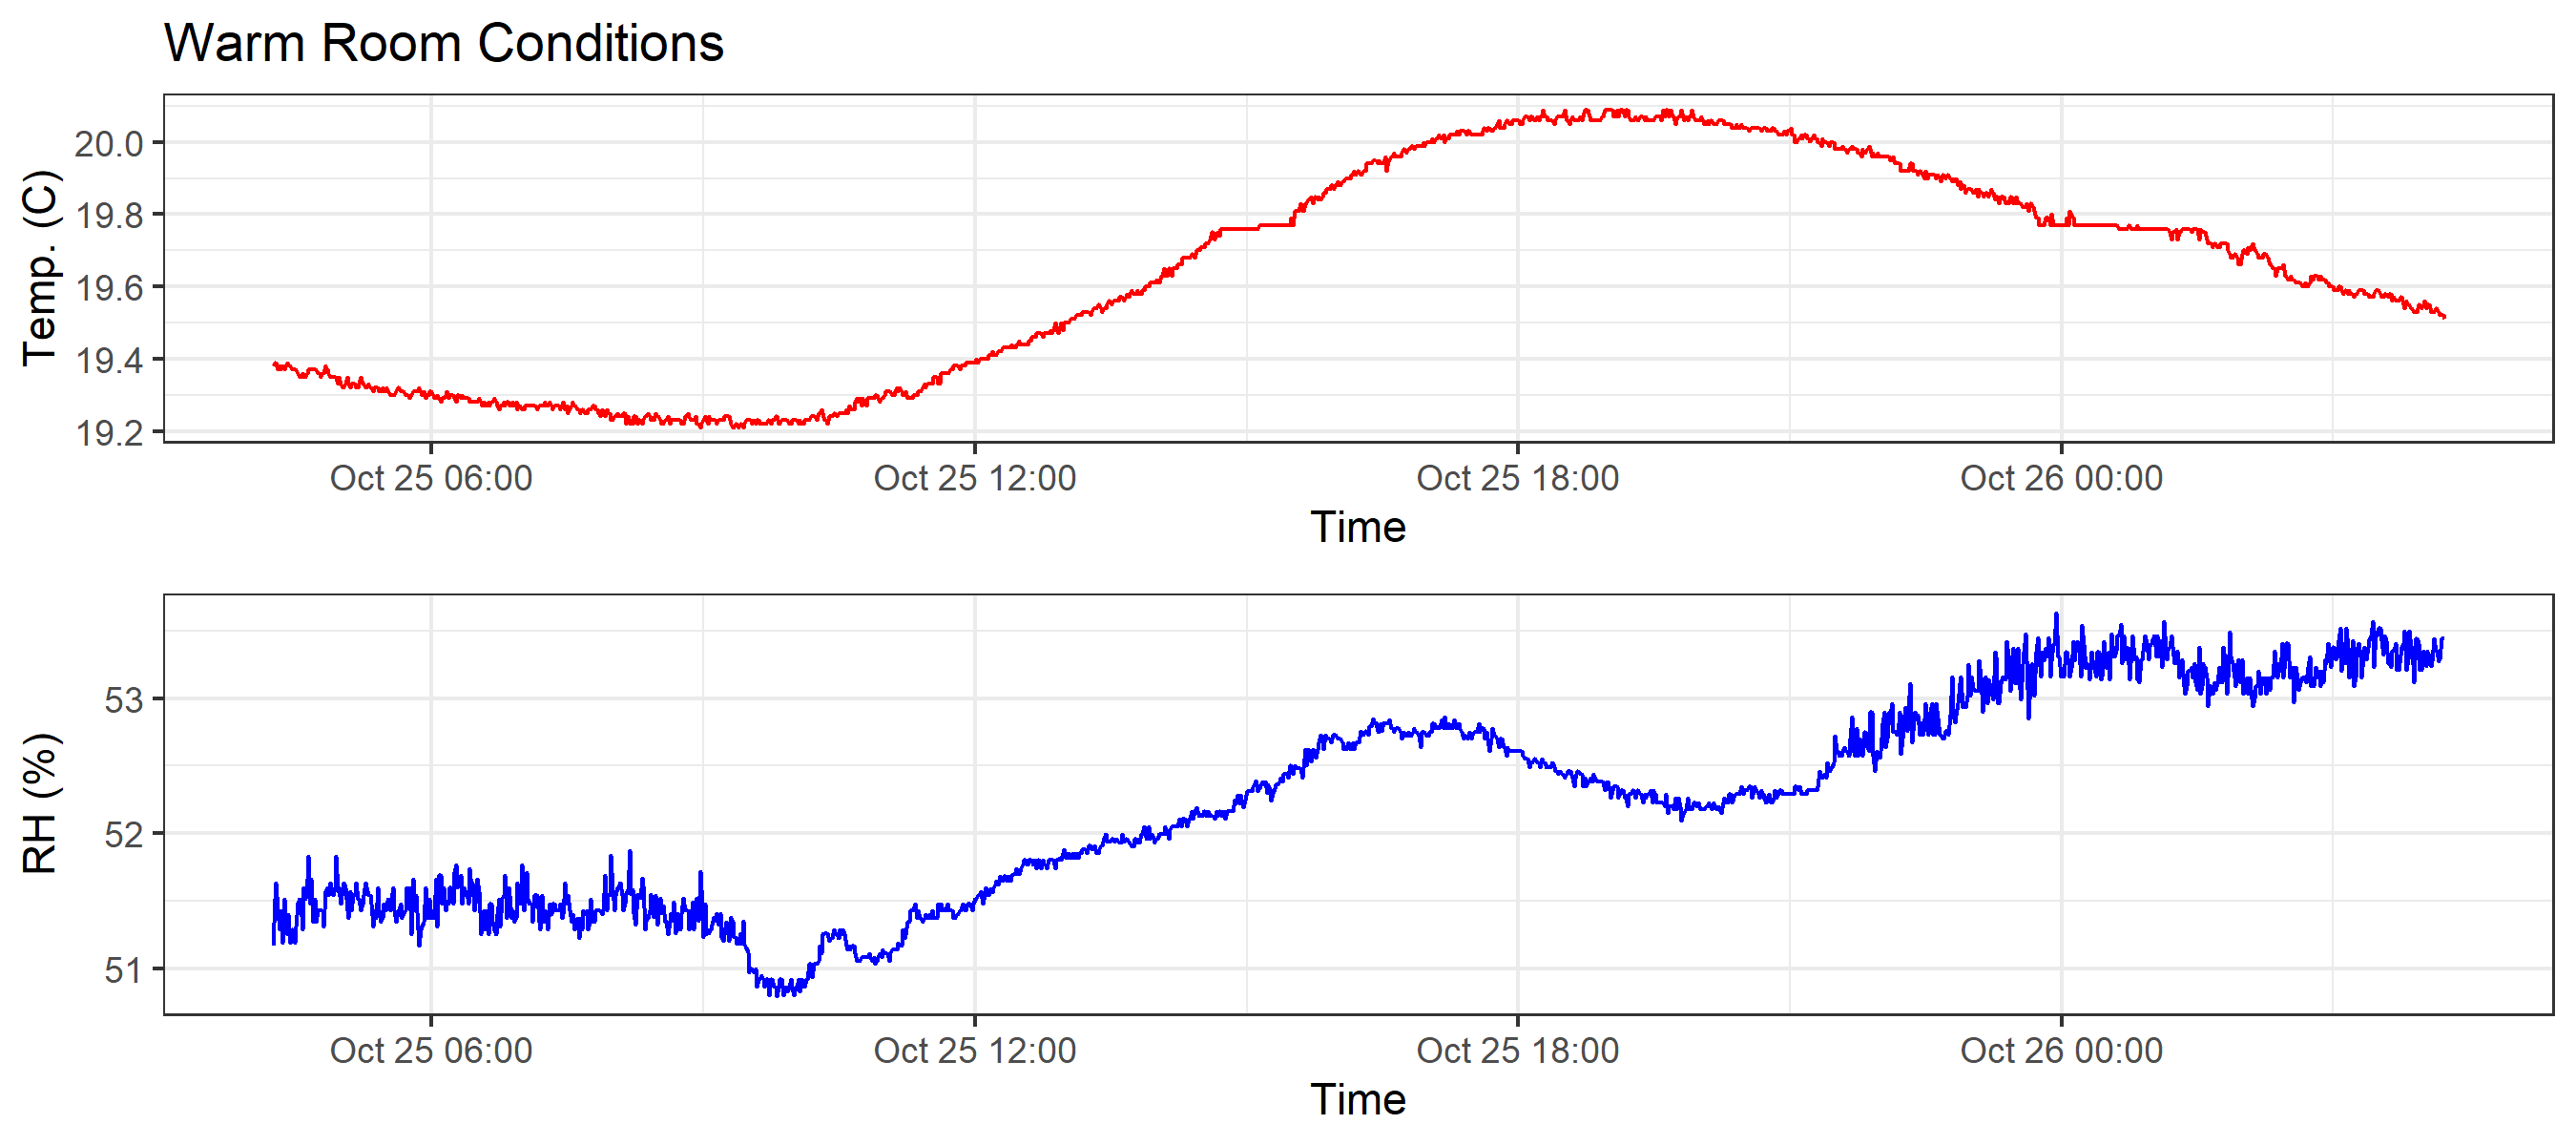 Warm Room Conditions
Temp. (C)
20.0
19.8
19.6
19.4
19.2
Oct 25 06:00 Oct 25 12:00 Oct 25 18:00 Oct 26 00:00
Time
RH (%)
53
52
51
Oct 25 06:00 Oct 25 12:00 Oct 25 18:00 Oct 26 00:00
Time